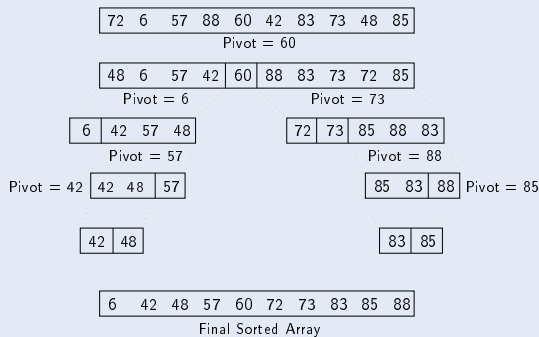 72 6 57 88 60 42 83 73 48 85
Pivot = 60
48 6 57 42 60 88 83 73 72 85
Pivot = 6 Pivot = 73
6 42 57 48 72 73 85 88 83
Pivot = 57 Pivot = 88
Pivot = 42 42 48 57 85 83 88 Pivot = 85
42 48 83 85
6 42 48 57 60 72 73 83 85 88
Final Sorted Array